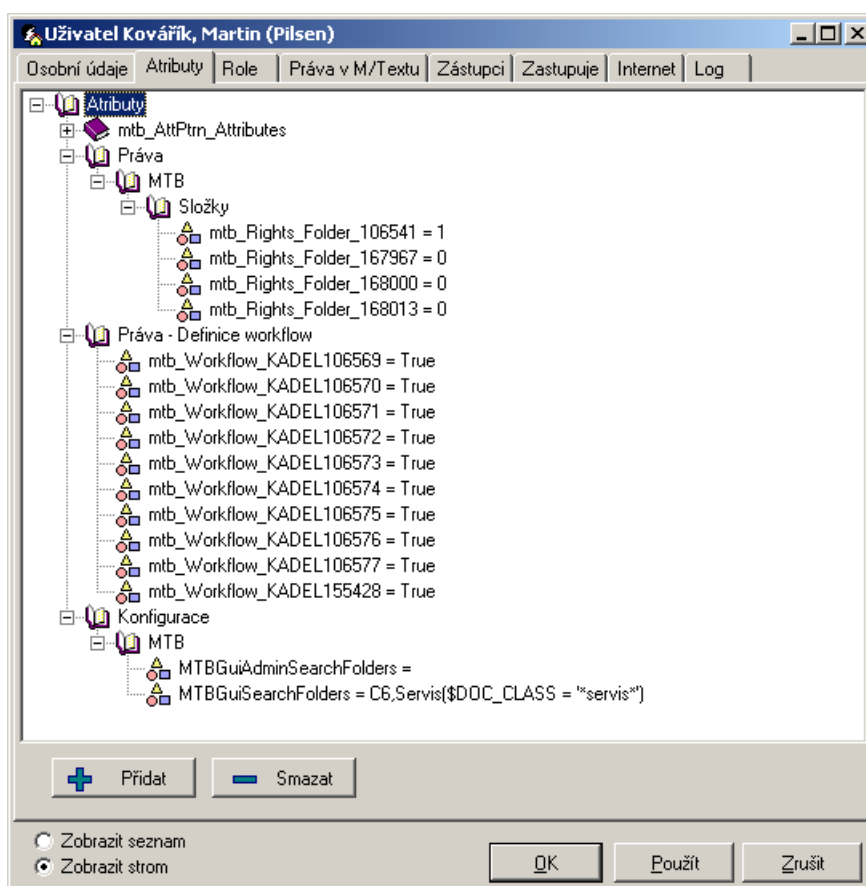 Uživatel Kovářík, Martin (Pilsen)
Osobní údaje Atributy Role Práva v M/Textu Zástupci Zastupuje Internet Log
Atributy
mtb_AttPtrn_Attributes
Práva
MTB
Složky
mtb_Rights_Folder_106541 = 1
mtb_Rights_Folder_167967 = 0
mtb_Rights_Folder_168000 = 0
mtb_Rights_Folder_168013 = 0
Práva - Definice workflow
mtb_Workflow_KADEL106569 = True
mtb_Workflow_KADEL106570 = True
mtb_Workflow_KADEL106571 = True
mtb_Workflow_KADEL106572 = True
mtb_Workflow_KADEL106573 = True
mtb_Workflow_KADEL106574 = True
mtb_Workflow_KADEL106575 = True
mtb_Workflow_KADEL106576 = True
mtb_Workflow_KADEL106577 = True
mtb_Workflow_KADEL155428 = True
Konfigurace
MTB
MTBGuiAdminSearchFolders =
MTBGuiSearchFolders = C6,Servis($DOC_CLASS = '*servis*')
Přidat Smazat
Zobrazit seznam
Zobrazit strom
OK Použít Zrušit